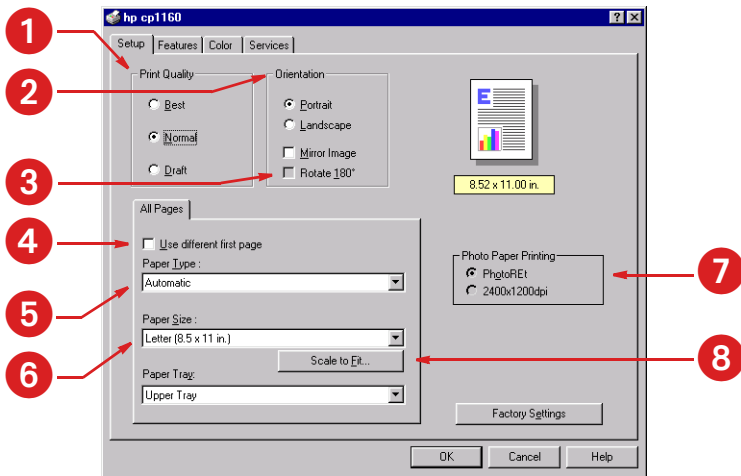 hp cp1160
? ×
Setup Features Color Services
1
Print Quality
Best
Normal
Draft
2
Orientation
Portrait
Landscape
Mirror Image
Rotate 180°
3
E
8.52 x 11.00 in.
All Pages
4
Use different first page
Paper Type :
Automatic
5
Paper Size :
Letter (8.5 x 11 in.)
6
Scale to Fit...
8
Paper Tray:
Upper Tray
Photo Paper Printing
PhotoREt
2400x1200dpi
7
Factory Settings
OK Cancel Help